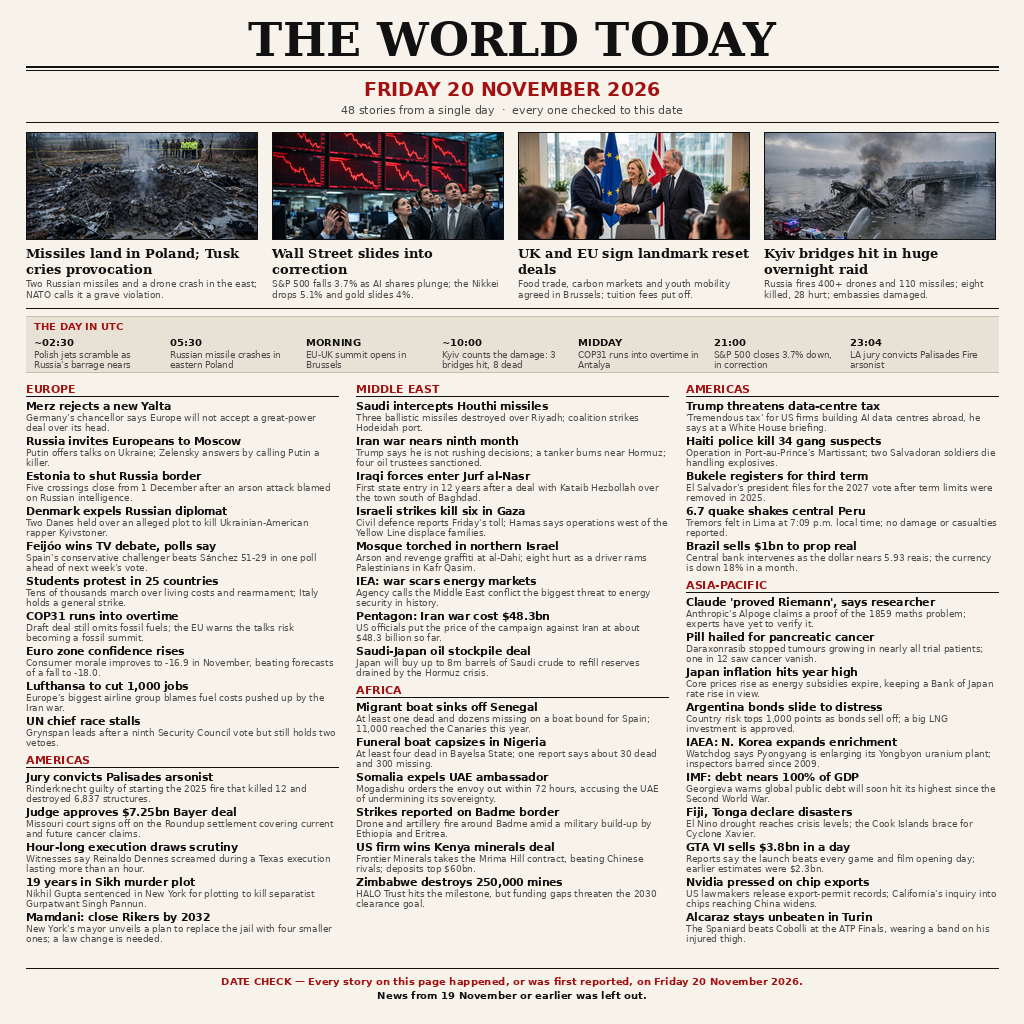 THE WORLD TODAY
FRIDAY 20 NOVEMBER 2026
48 stories from a single day · every one checked to this date
Missiles land in Poland; Tusk
cries provocation
Two Russian missiles and a drone crash in the east;
NATO calls it a grave violation.
Wall Street slides into
correction
S&P 500 falls 3.7% as AI shares plunge; the Nikkei
drops 5.1% and gold slides 4%.
UK and EU sign landmark reset
deals
Food trade, carbon markets and youth mobility
agreed in Brussels; tuition fees put off.
Kyiv bridges hit in huge
overnight raid
Russia fires 400+ drones and 110 missiles; eight
killed, 28 hurt; embassies damaged.
THE DAY IN UTC
~02:30
Polish jets scramble as
Russia's barrage nears
05:30
Russian missile crashes in
eastern Poland
MORNING
EU-UK summit opens in
Brussels
~10:00
Kyiv counts the damage: 3
bridges hit, 8 dead
MIDDAY
COP31 runs into overtime in
Antalya
21:00
S&P 500 closes 3.7% down,
in correction
23:04
LA jury convicts Palisades Fire
arsonist
EUROPE
Merz rejects a new Yalta
Germany's chancellor says Europe will not accept a great-power
deal over its head.
Russia invites Europeans to Moscow
Putin offers talks on Ukraine; Zelensky answers by calling Putin a
killer.
Estonia to shut Russia border
Five crossings close from 1 December after an arson attack blamed
on Russian intelligence.
Denmark expels Russian diplomat
Two Danes held over an alleged plot to kill Ukrainian-American
rapper Kyivstoner.
Feijóo wins TV debate, polls say
Spain's conservative challenger beats Sánchez 51-29 in one poll
ahead of next week's vote.
Students protest in 25 countries
Tens of thousands march over living costs and rearmament; Italy
holds a general strike.
COP31 runs into overtime
Draft deal still omits fossil fuels; the EU warns the talks risk
becoming a fossil summit.
Euro zone confidence rises
Consumer morale improves to -16.9 in November, beating forecasts
of a fall to -18.0.
Lufthansa to cut 1,000 jobs
Europe's biggest airline group blames fuel costs pushed up by the
Iran war.
UN chief race stalls
Grynspan leads after a ninth Security Council vote but still holds two
vetoes.
AMERICAS
Jury convicts Palisades arsonist
Rinderknecht guilty of starting the 2025 fire that killed 12 and
destroyed 6,837 structures.
Judge approves $7.25bn Bayer deal
Missouri court signs off on the Roundup settlement covering current
and future cancer claims.
Hour-long execution draws scrutiny
Witnesses say Reinaldo Dennes screamed during a Texas execution
lasting more than an hour.
19 years in Sikh murder plot
Nikhil Gupta sentenced in New York for plotting to kill separatist
Gurpatwant Singh Pannun.
Mamdani: close Rikers by 2032
New York's mayor unveils a plan to replace the jail with four smaller
ones; a law change is needed.
MIDDLE EAST
Saudi intercepts Houthi missiles
Three ballistic missiles destroyed over Riyadh; coalition strikes
Hodeidah port.
Iran war nears ninth month
Trump says he is not rushing decisions; a tanker burns near Hormuz;
four oil trustees sanctioned.
Iraqi forces enter Jurf al-Nasr
First state entry in 12 years after a deal with Kataib Hezbollah over
the town south of Baghdad.
Israeli strikes kill six in Gaza
Civil defence reports Friday's toll; Hamas says operations west of the
Yellow Line displace families.
Mosque torched in northern Israel
Arson and revenge graffiti at al-Dihi; eight hurt as a driver rams
Palestinians in Kafr Qasim.
IEA: war scars energy markets
Agency calls the Middle East conflict the biggest threat to energy
security in history.
Pentagon: Iran war cost $48.3bn
US officials put the price of the campaign against Iran at about
$48.3 billion so far.
Saudi-Japan oil stockpile deal
Japan will buy up to 8m barrels of Saudi crude to refill reserves
drained by the Hormuz crisis.
AFRICA
Migrant boat sinks off Senegal
At least one dead and dozens missing on a boat bound for Spain;
11,000 reached the Canaries this year.
Funeral boat capsizes in Nigeria
At least four dead in Bayelsa State; one report says about 30 dead
and 300 missing.
Somalia expels UAE ambassador
Mogadishu orders the envoy out within 72 hours, accusing the UAE
of undermining its sovereignty.
Strikes reported on Badme border
Drone and artillery fire around Badme amid a military build-up by
Ethiopia and Eritrea.
US firm wins Kenya minerals deal
Frontier Minerals takes the Mrima Hill contract, beating Chinese
rivals; deposits top $60bn.
Zimbabwe destroys 250,000 mines
HALO Trust hits the milestone, but funding gaps threaten the 2030
clearance goal.
AMERICAS
Trump threatens data-centre tax
'Tremendous tax' for US firms building AI data centres abroad, he
says at a White House briefing.
Haiti police kill 34 gang suspects
Operation in Port-au-Prince's Martissant; two Salvadoran soldiers die
handling explosives.
Bukele registers for third term
El Salvador's president files for the 2027 vote after term limits were
removed in 2025.
6.7 quake shakes central Peru
Tremors felt in Lima at 7:09 p.m. local time; no damage or casualties
reported.
Brazil sells $1bn to prop real
Central bank intervenes as the dollar nears 5.93 reais; the currency
is down 18% in a month.
ASIA-PACIFIC
Claude 'proved Riemann', says researcher
Anthropic's Alpoge claims a proof of the 1859 maths problem;
experts have yet to verify it.
Pill hailed for pancreatic cancer
Daraxonrasib stopped tumours growing in nearly all trial patients;
one in 12 saw cancer vanish.
Japan inflation hits year high
Core prices rise as energy subsidies expire, keeping a Bank of Japan
rate rise in view.
Argentina bonds slide to distress
Country risk tops 1,000 points as bonds sell off; a big LNG
investment is approved.
IAEA: N. Korea expands enrichment
Watchdog says Pyongyang is enlarging its Yongbyon uranium plant;
inspectors barred since 2009.
IMF: debt nears 100% of GDP
Georgieva warns global public debt will soon hit its highest since the
Second World War.
Fiji, Tonga declare disasters
El Nino drought reaches crisis levels; the Cook Islands brace for
Cyclone Xavier.
GTA VI sells $3.8bn in a day
Reports say the launch beats every game and film opening day;
earlier estimates were $2.3bn.
Nvidia pressed on chip exports
US lawmakers release export-permit records; California's inquiry into
chips reaching China widens.
Alcaraz stays unbeaten in Turin
The Spaniard beats Cobolli at the ATP Finals, wearing a band on his
injured thigh.
DATE CHECK — Every story on this page happened, or was first reported, on Friday 20 November 2026.
News from 19 November or earlier was left out.